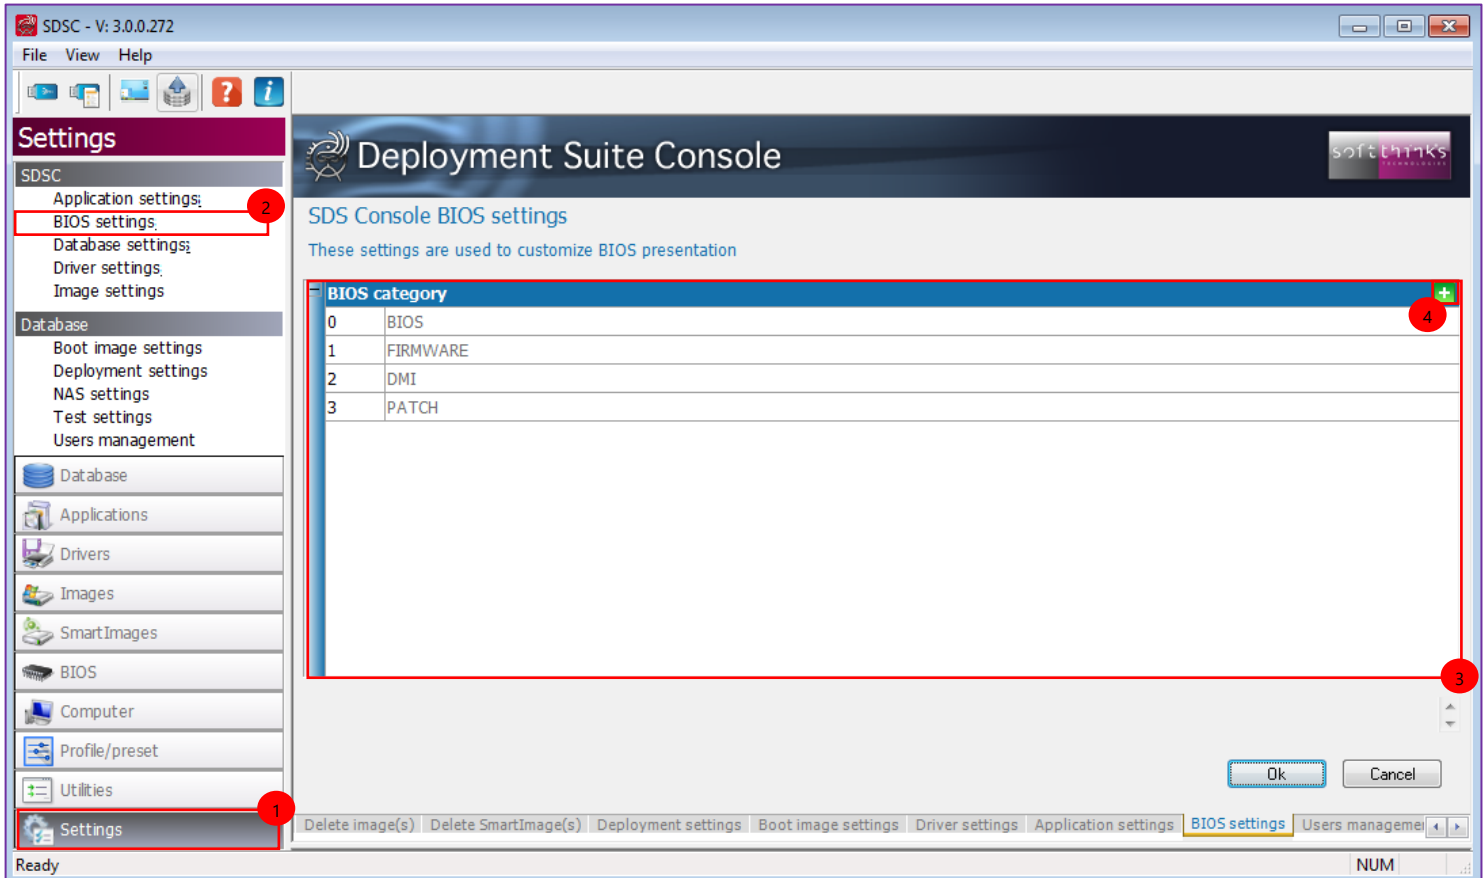 SDSC - V: 3.0.0.272
File View Help
Settings
SDSC
Application settings
2
BIOS settings
Database settings
Driver settings
Image settings
Database
Boot image settings
Deployment settings
NAS settings
Test settings
Users management
Database
Applications
Drivers
Images
SmartImages
BIOS
Computer
Profile/preset
Utilities
1
Settings
Deployment Suite Console
softthinks
TECHNOLOGIES
SDS Console BIOS settings
These settings are used to customize BIOS presentation
BIOS category
4
0 BIOS
1 FIRMWARE
2 DMI
3 PATCH
3
Ok Cancel
Delete image(s) Delete SmartImage(s) Deployment settings Boot image settings Driver settings Application settings BIOS settings Users managemen
Ready NUM